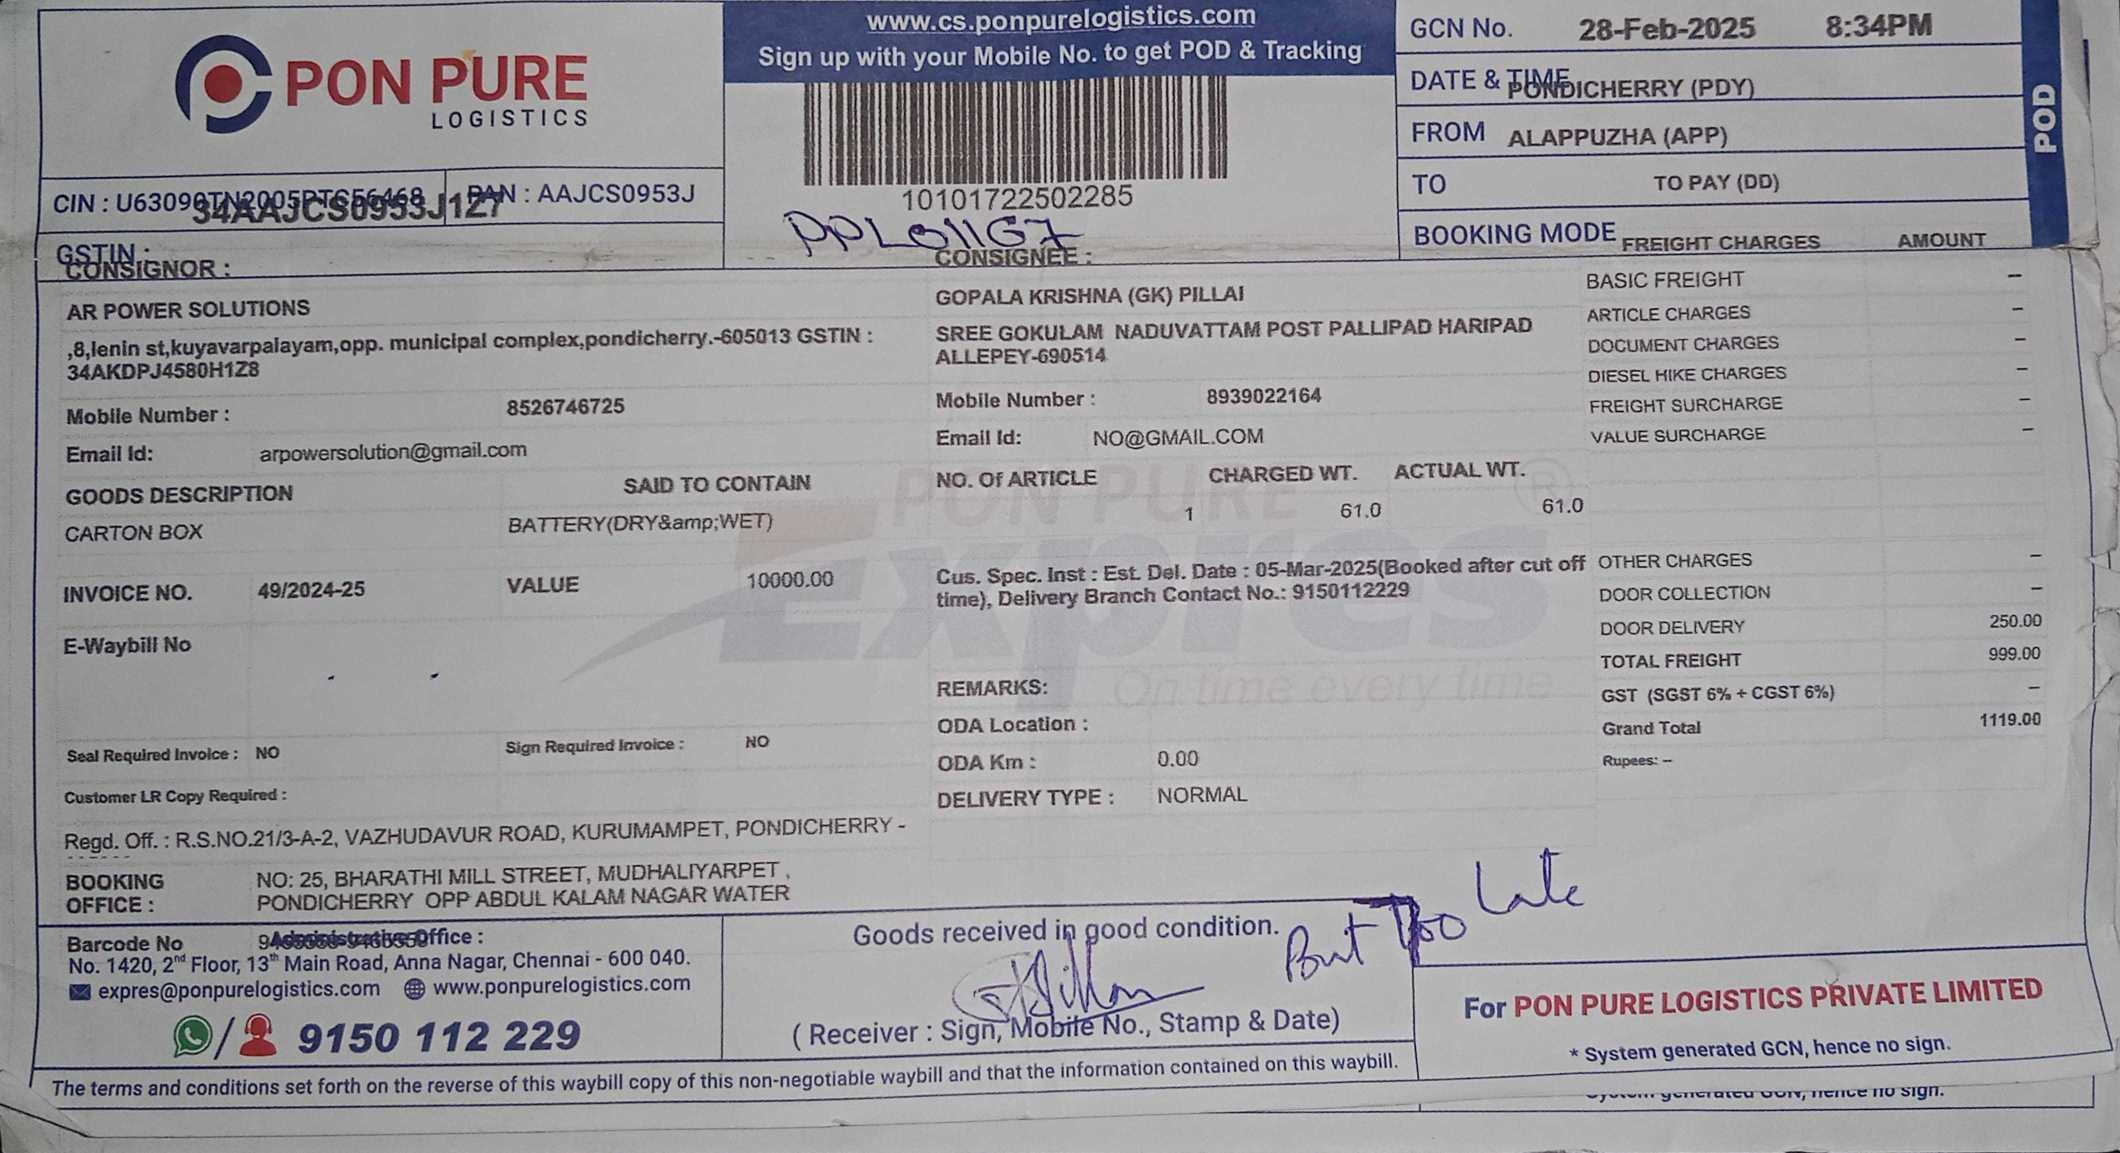 PON PURE
LOGISTICS
www.cs.ponpurelogistics.com
Sign up with your Mobile No. to get POD & Tracking
10101722502285
PPL01167
GCN No. 28-Feb-2025 8:34PM
DATE & TIME PONDICHERRY (PDY)
FROM ALAPPUZHA (APP)
TO TO PAY (DD)
BOOKING MODE FREIGHT CHARGES AMOUNT
POD
CIN : PAN : AAJCS0953J
34AAJCS0953J1Z7
GSTIN :
CONSIGNOR :
AR POWER SOLUTIONS
,8,lenin st,kuyavarpalayam,opp. municipal complex,pondicherry.-605013 GSTIN :
34AKDPJ4580H1Z8
Mobile Number : 8526746725
Email Id: arpowersolution@gmail.com
GOODS DESCRIPTION SAID TO CONTAIN
CARTON BOX BATTERY(DRY&amp;WET)
INVOICE NO. 49/2024-25 VALUE 10000.00
E-Waybill No
Seal Required Invoice : NO Sign Required Invoice : NO
Customer LR Copy Required :
Regd. Off. : R.S.NO.21/3-A-2, VAZHUDAVUR ROAD, KURUMAMPET, PONDICHERRY -
BOOKING OFFICE : NO: 25, BHARATHI MILL STREET, MUDHALIYARPET ,
PONDICHERRY OPP ABDUL KALAM NAGAR WATER
CONSIGNEE :
GOPALA KRISHNA (GK) PILLAI
SREE GOKULAM NADUVATTAM POST PALLIPAD HARIPAD
ALLEPEY-690514
Mobile Number : 8939022164
Email Id: NO@GMAIL.COM
NO. Of ARTICLE CHARGED WT. ACTUAL WT.
1 61.0 61.0
Cus. Spec. Inst : Est. Del. Date : 05-Mar-2025(Booked after cut off
time), Delivery Branch Contact No.: 9150112229
PON PURE ®
Expres
On time every time
REMARKS:
ODA Location :
ODA Km : 0.00
DELIVERY TYPE : NORMAL
BASIC FREIGHT –
ARTICLE CHARGES –
DOCUMENT CHARGES –
DIESEL HIKE CHARGES –
FREIGHT SURCHARGE –
VALUE SURCHARGE –
OTHER CHARGES –
DOOR COLLECTION –
DOOR DELIVERY 250.00
TOTAL FREIGHT 999.00
GST (SGST 6% + CGST 6%) –
Grand Total 1119.00
Rupees: –
Barcode No Administrative Office :
No. 1420, 2nd Floor, 13th Main Road, Anna Nagar, Chennai - 600 040.
expres@ponpurelogistics.com www.ponpurelogistics.com
/ 9150 112 229
Goods received in good condition. But Too Late
( Receiver : Sign, Mobile No., Stamp & Date)
For PON PURE LOGISTICS PRIVATE LIMITED
* System generated GCN, hence no sign.
The terms and conditions set forth on the reverse of this waybill copy of this non-negotiable waybill and that the information contained on this waybill.
System generated GCN, hence no sign.